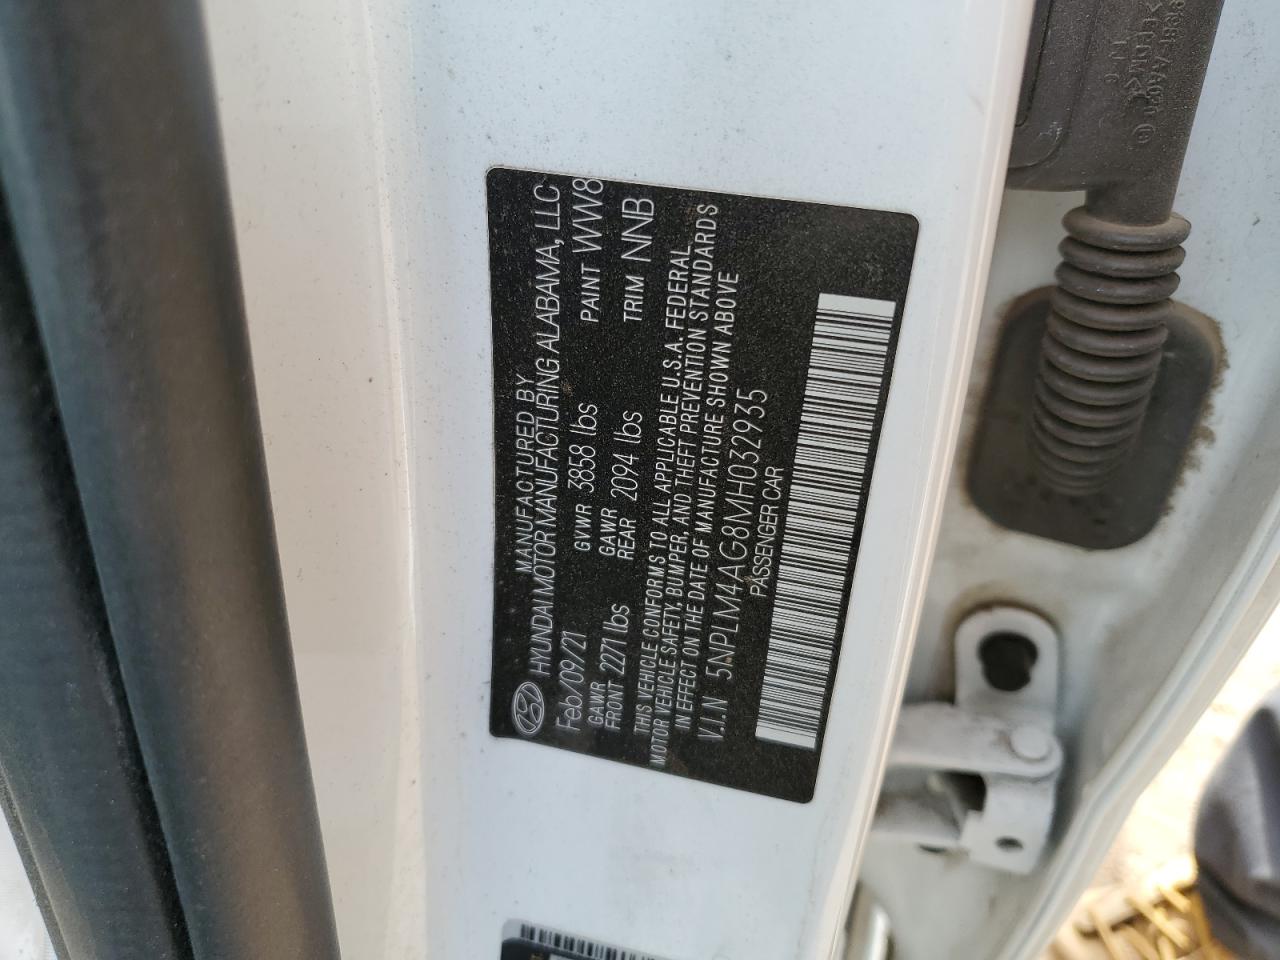 MANUFACTURED BY
HYUNDAI MOTOR MANUFACTURING ALABAMA, LLC
Feb/09/21 GVWR 3858 lbs PAINT WW8
GAWR FRONT 2271 lbs GAWR REAR 2094 lbs TRIM NNB
THIS VEHICLE CONFORMS TO ALL APPLICABLE U.S.A. FEDERAL
MOTOR VEHICLE SAFETY, BUMPER, AND THEFT PREVENTION STANDARDS
IN EFFECT ON THE DATE OF MANUFACTURE SHOWN ABOVE
V.I.N 5NPLM4AG8MH032935
PASSENGER CAR